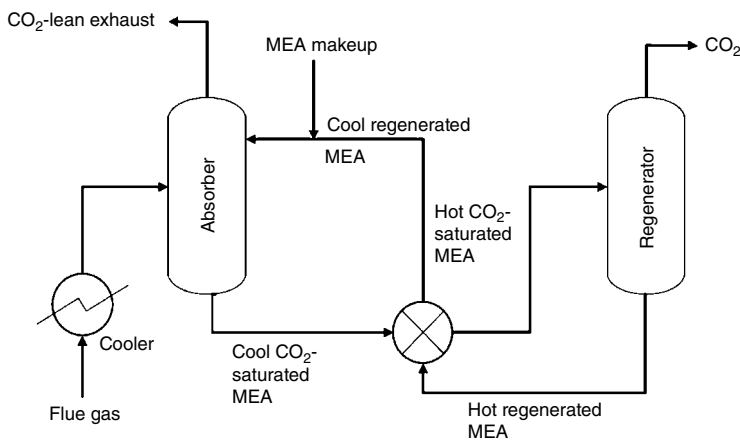 CO₂-lean exhaust
MEA makeup
CO₂
Cool regenerated
MEA
Absorber
Regenerator
Hot CO₂-
saturated
MEA
Cooler
Cool CO₂-
saturated
MEA
Flue gas
Hot regenerated
MEA